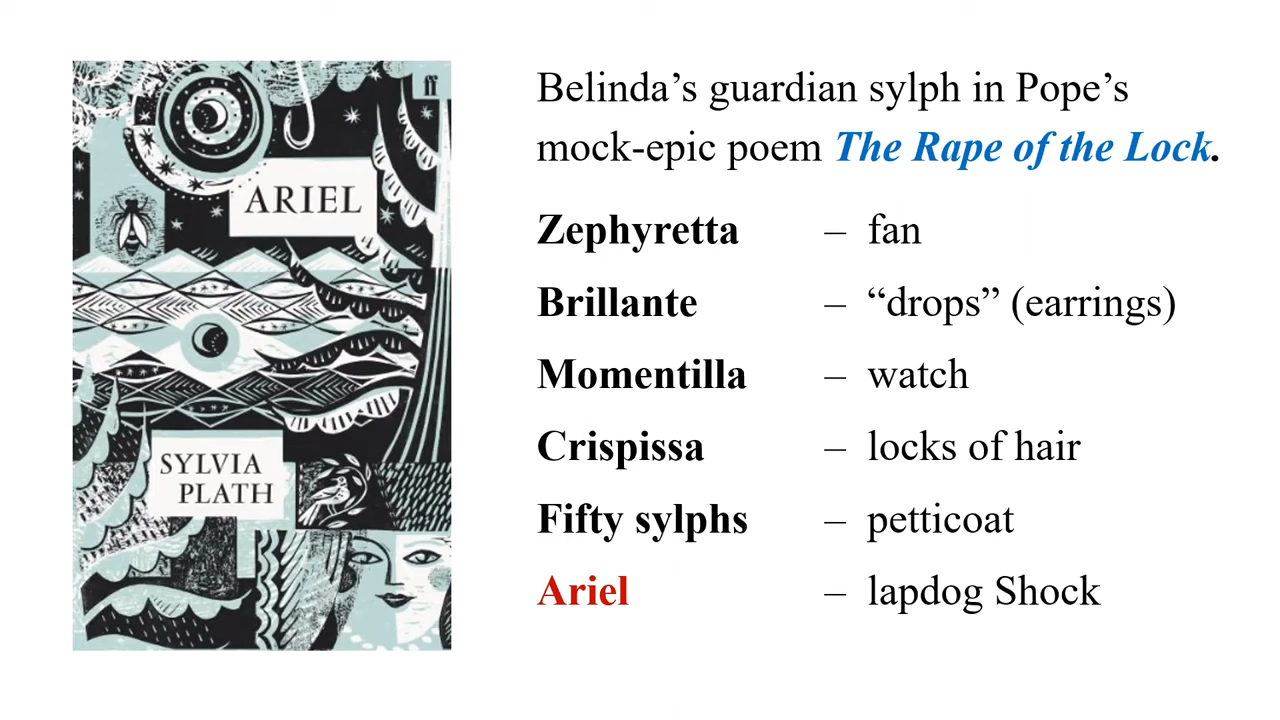 ff
ARIEL
SYLVIA
PLATH
Belinda’s guardian sylph in Pope’s
mock-epic poem The Rape of the Lock.
Zephyretta – fan
Brillante – “drops” (earrings)
Momentilla – watch
Crispissa – locks of hair
Fifty sylphs – petticoat
Ariel – lapdog Shock